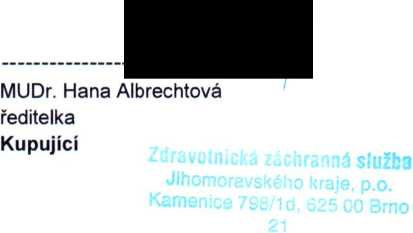 MUDr. Hana Albrechtová
ředitelka
Kupující
Zdravotnická záchranná služba
Jihomoravského kraje, p.o.
Kamenice 798/1d, 625 00 Brno
21